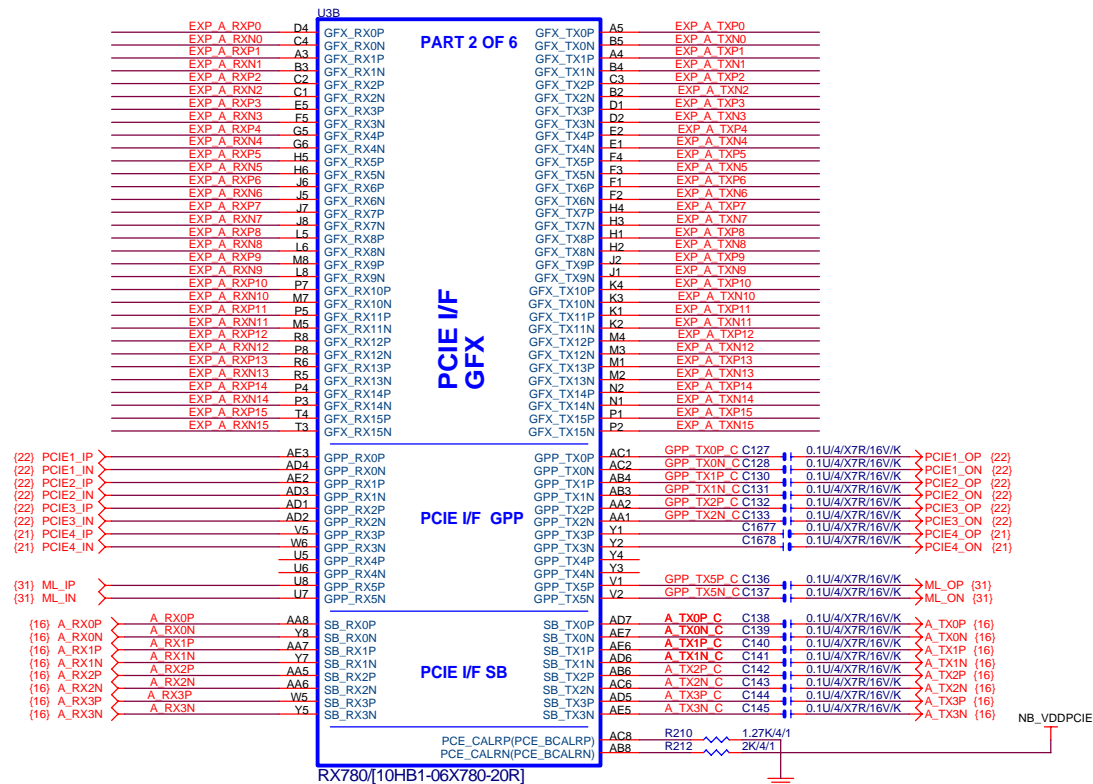 U3B
EXP_A_RXP0 D4 GFX_RX0P PART 2 OF 6 GFX_TX0P A5 EXP_A_TXP0
EXP_A_RXN0 C4 GFX_RX0N GFX_TX0N B5 EXP_A_TXN0
EXP_A_RXP1 A3 GFX_RX1P GFX_TX1P A4 EXP_A_TXP1
EXP_A_RXN1 B3 GFX_RX1N GFX_TX1N B4 EXP_A_TXN1
EXP_A_RXP2 C2 GFX_RX2P GFX_TX2P C3 EXP_A_TXP2
EXP_A_RXN2 C1 GFX_RX2N GFX_TX2N B2 EXP_A_TXN2
EXP_A_RXP3 E5 GFX_RX3P GFX_TX3P D1 EXP_A_TXP3
EXP_A_RXN3 F5 GFX_RX3N GFX_TX3N D2 EXP_A_TXN3
EXP_A_RXP4 G5 GFX_RX4P GFX_TX4P E2 EXP_A_TXP4
EXP_A_RXN4 G6 GFX_RX4N GFX_TX4N E1 EXP_A_TXN4
EXP_A_RXP5 H5 GFX_RX5P GFX_TX5P F4 EXP_A_TXP5
EXP_A_RXN5 H6 GFX_RX5N GFX_TX5N F3 EXP_A_TXN5
EXP_A_RXP6 J6 GFX_RX6P GFX_TX6P F1 EXP_A_TXP6
EXP_A_RXN6 J5 GFX_RX6N GFX_TX6N F2 EXP_A_TXN6
EXP_A_RXP7 J7 GFX_RX7P GFX_TX7P H4 EXP_A_TXP7
EXP_A_RXN7 J8 GFX_RX7N GFX_TX7N H3 EXP_A_TXN7
EXP_A_RXP8 L5 GFX_RX8P GFX_TX8P H1 EXP_A_TXP8
EXP_A_RXN8 L6 GFX_RX8N GFX_TX8N H2 EXP_A_TXN8
EXP_A_RXP9 M8 GFX_RX9P GFX_TX9P J2 EXP_A_TXP9
EXP_A_RXN9 L8 GFX_RX9N GFX_TX9N J1 EXP_A_TXN9
EXP_A_RXP10 P7 GFX_RX10P GFX_TX10P K4 EXP_A_TXP10
EXP_A_RXN10 M7 GFX_RX10N GFX_TX10N K3 EXP_A_TXN10
EXP_A_RXP11 P5 GFX_RX11P GFX_TX11P K1 EXP_A_TXP11
EXP_A_RXN11 M5 GFX_RX11N GFX_TX11N K2 EXP_A_TXN11
EXP_A_RXP12 R8 GFX_RX12P GFX_TX12P M4 EXP_A_TXP12
EXP_A_RXN12 P8 GFX_RX12N GFX_TX12N M3 EXP_A_TXN12
EXP_A_RXP13 R6 GFX_RX13P GFX_TX13P M1 EXP_A_TXP13
EXP_A_RXN13 R5 GFX_RX13N GFX_TX13N M2 EXP_A_TXN13
EXP_A_RXP14 P4 GFX_RX14P GFX_TX14P N2 EXP_A_TXP14
EXP_A_RXN14 P3 GFX_RX14N GFX_TX14N N1 EXP_A_TXN14
EXP_A_RXP15 T4 GFX_RX15P GFX_TX15P P1 EXP_A_TXP15
EXP_A_RXN15 T3 GFX_RX15N GFX_TX15N P2 EXP_A_TXN15
PCIE I/F
GFX
{22} PCIE1_IP AE3 GPP_RX0P GPP_TX0P AC1 GPP_TX0P_C C127 0.1U/4/X7R/16V/K PCIE1_OP {22}
{22} PCIE1_IN AD4 GPP_RX0N GPP_TX0N AC2 GPP_TX0N_C C128 0.1U/4/X7R/16V/K PCIE1_ON {22}
{22} PCIE2_IP AE2 GPP_RX1P GPP_TX1P AB4 GPP_TX1P_C C130 0.1U/4/X7R/16V/K PCIE2_OP {22}
{22} PCIE2_IN AD3 GPP_RX1N GPP_TX1N AB3 GPP_TX1N_C C131 0.1U/4/X7R/16V/K PCIE2_ON {22}
{22} PCIE3_IP AD1 GPP_RX2P GPP_TX2P AA2 GPP_TX2P_C C132 0.1U/4/X7R/16V/K PCIE3_OP {22}
{22} PCIE3_IN AD2 GPP_RX2N PCIE I/F GPP GPP_TX2N AA1 GPP_TX2N_C C133 0.1U/4/X7R/16V/K PCIE3_ON {22}
{21} PCIE4_IP V5 GPP_RX3P GPP_TX3P Y1 C1677 0.1U/4/X7R/16V/K PCIE4_OP {21}
{21} PCIE4_IN W6 GPP_RX3N GPP_TX3N Y2 C1678 0.1U/4/X7R/16V/K PCIE4_ON {21}
U5 GPP_RX4P GPP_TX4P Y4
U6 GPP_RX4N GPP_TX4N Y3
{31} ML_IP U8 GPP_RX5P GPP_TX5P V1 GPP_TX5P_C C136 0.1U/4/X7R/16V/K ML_OP {31}
{31} ML_IN U7 GPP_RX5N GPP_TX5N V2 GPP_TX5N_C C137 0.1U/4/X7R/16V/K ML_ON {31}
{16} A_RX0P A_RX0P AA8 SB_RX0P SB_TX0P AD7 A_TX0P_C C138 0.1U/4/X7R/16V/K A_TX0P {16}
{16} A_RX0N A_RX0N Y8 SB_RX0N SB_TX0N AE7 A_TX0N_C C139 0.1U/4/X7R/16V/K A_TX0N {16}
{16} A_RX1P A_RX1P AA7 SB_RX1P SB_TX1P AE6 A_TX1P_C C140 0.1U/4/X7R/16V/K A_TX1P {16}
{16} A_RX1N A_RX1N Y7 SB_RX1N PCIE I/F SB SB_TX1N AD6 A_TX1N_C C141 0.1U/4/X7R/16V/K A_TX1N {16}
{16} A_RX2P A_RX2P AA5 SB_RX2P SB_TX2P AB6 A_TX2P_C C142 0.1U/4/X7R/16V/K A_TX2P {16}
{16} A_RX2N A_RX2N AA6 SB_RX2N SB_TX2N AC6 A_TX2N_C C143 0.1U/4/X7R/16V/K A_TX2N {16}
{16} A_RX3P A_RX3P W5 SB_RX3P SB_TX3P AD5 A_TX3P_C C144 0.1U/4/X7R/16V/K A_TX3P {16}
{16} A_RX3N A_RX3N Y5 SB_RX3N SB_TX3N AE5 A_TX3N_C C145 0.1U/4/X7R/16V/K A_TX3N {16}
NB_VDDPCIE
PCE_CALRP(PCE_BCALRP) AC8 R210 1.27K/4/1
PCE_CALRN(PCE_BCALRN) AB8 R212 2K/4/1
RX780/[10HB1-06X780-20R]